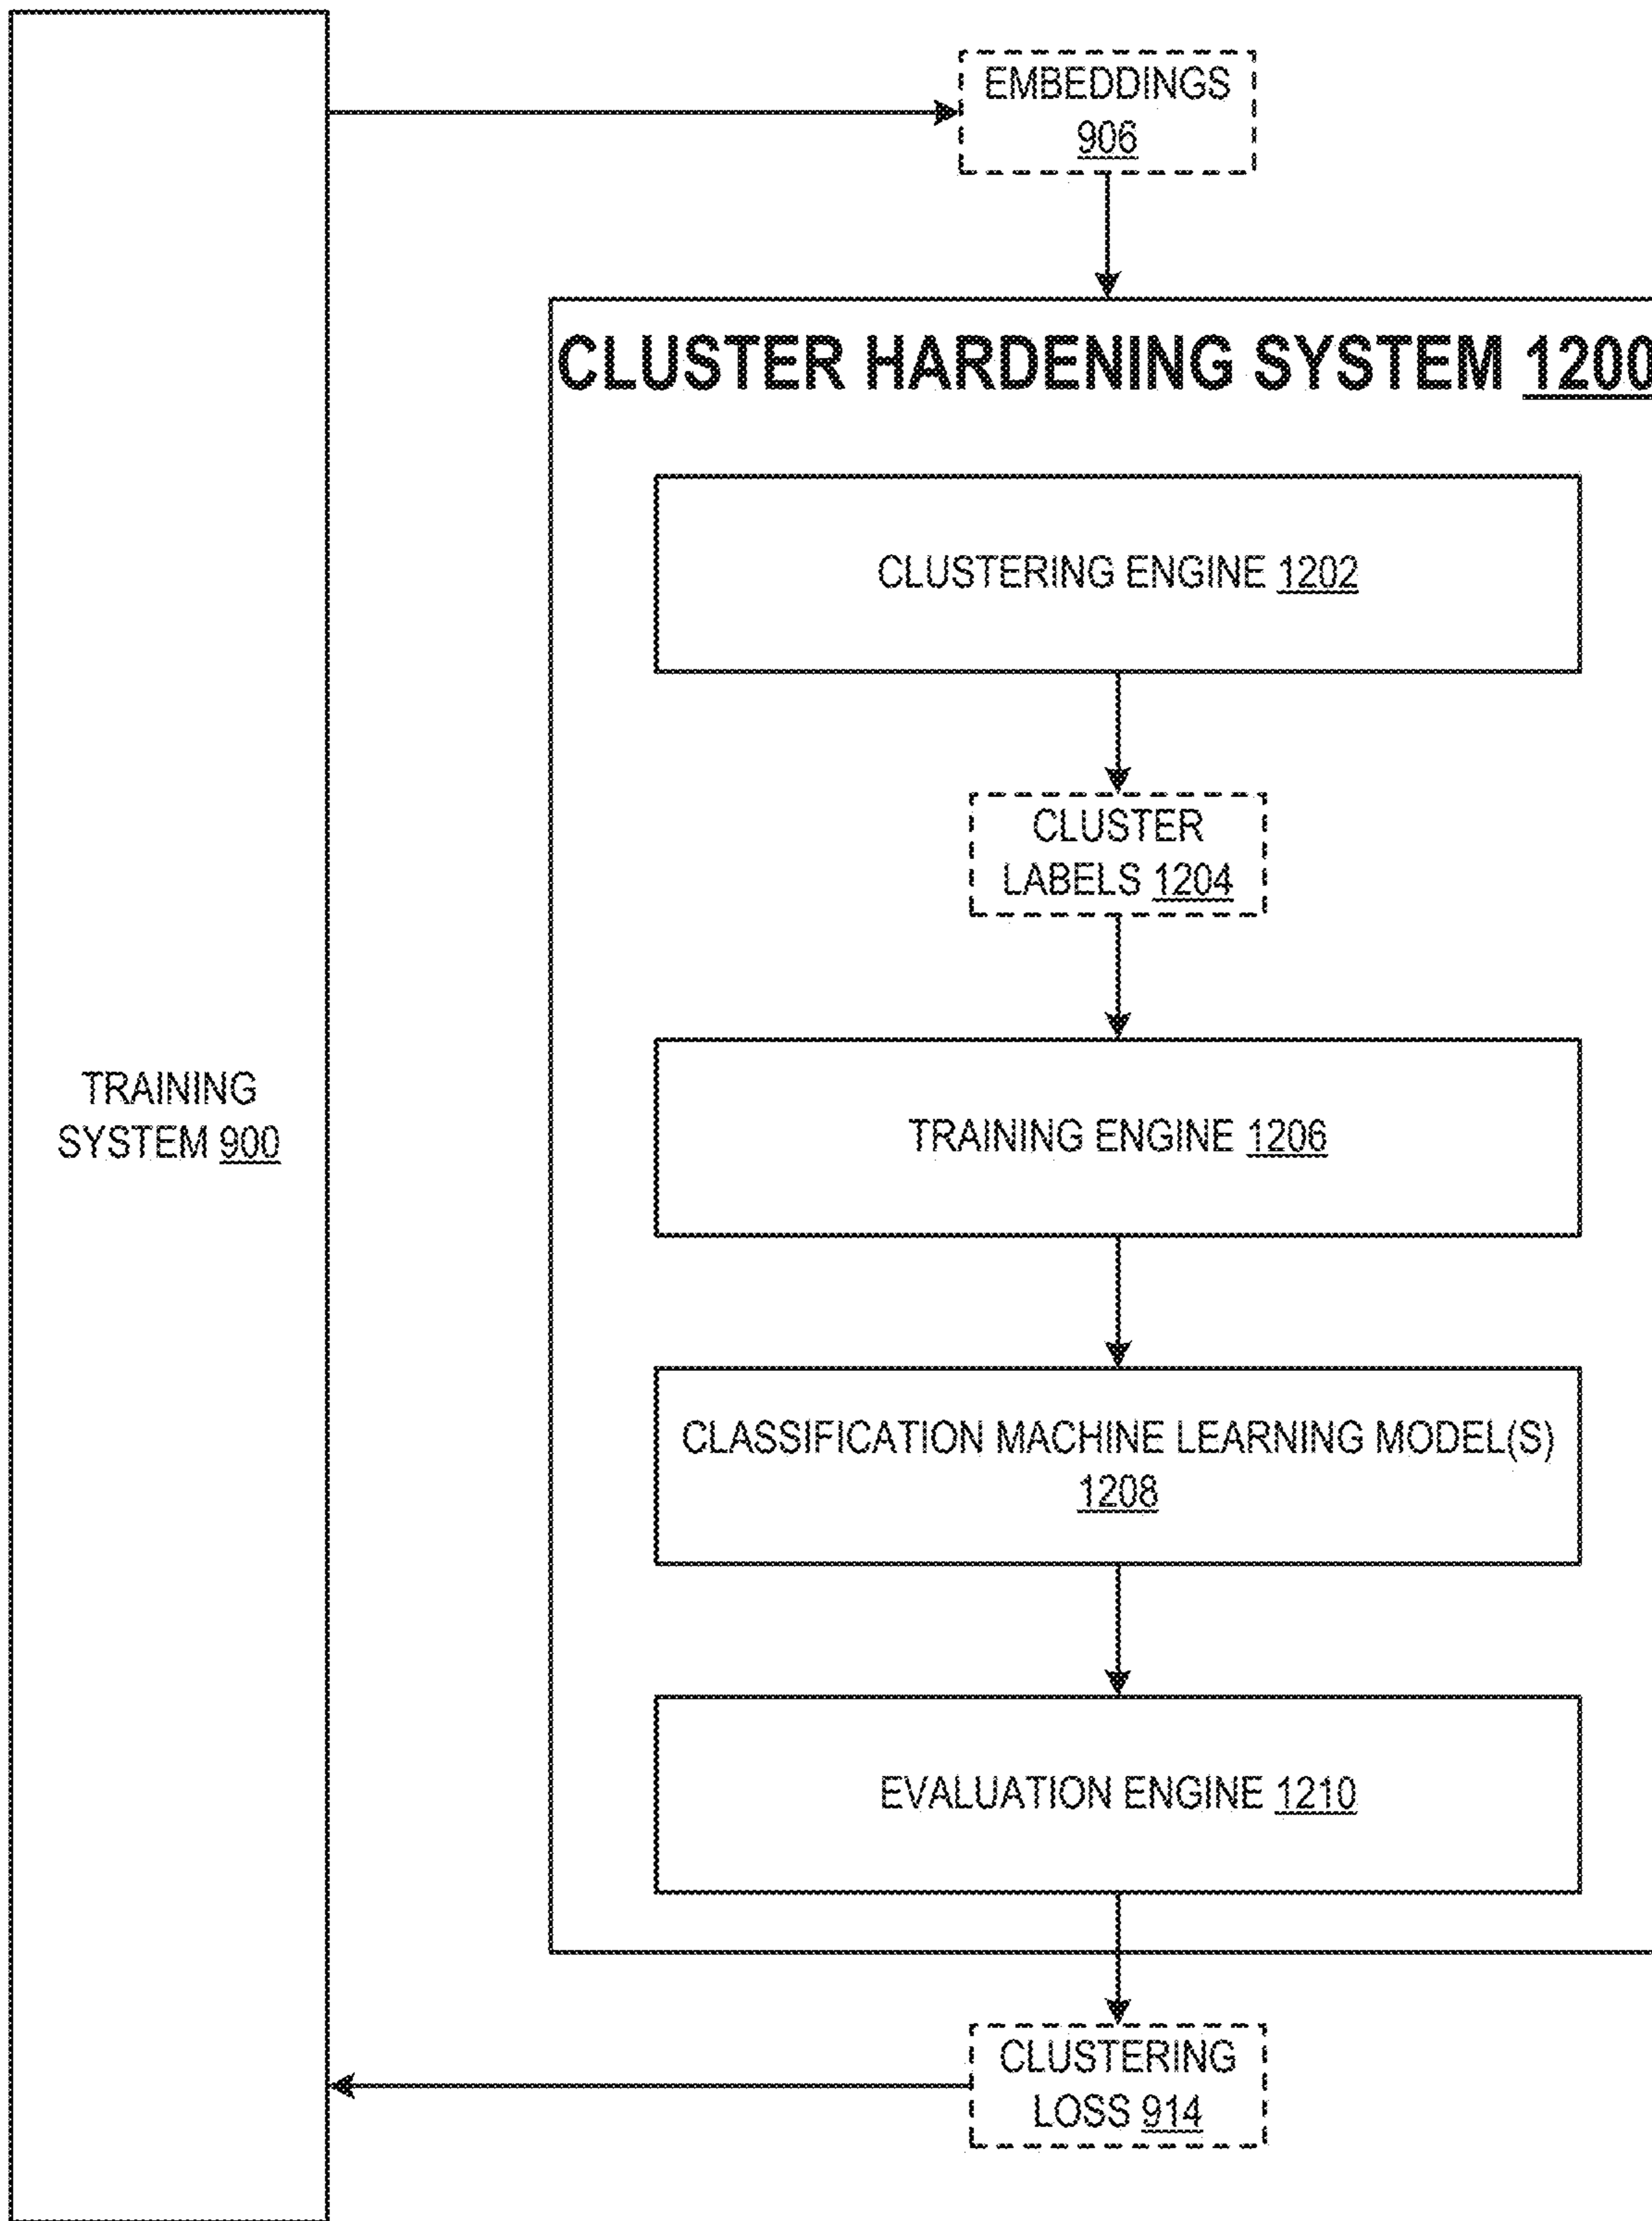 EMBEDDINGS
906
CLUSTER HARDENING SYSTEM 1200
CLUSTERING ENGINE 1202
CLUSTER
LABELS 1204
TRAINING
SYSTEM 900
TRAINING ENGINE 1206
CLASSIFICATION MACHINE LEARNING MODEL(S)
1208
EVALUATION ENGINE 1210
CLUSTERING
LOSS 914